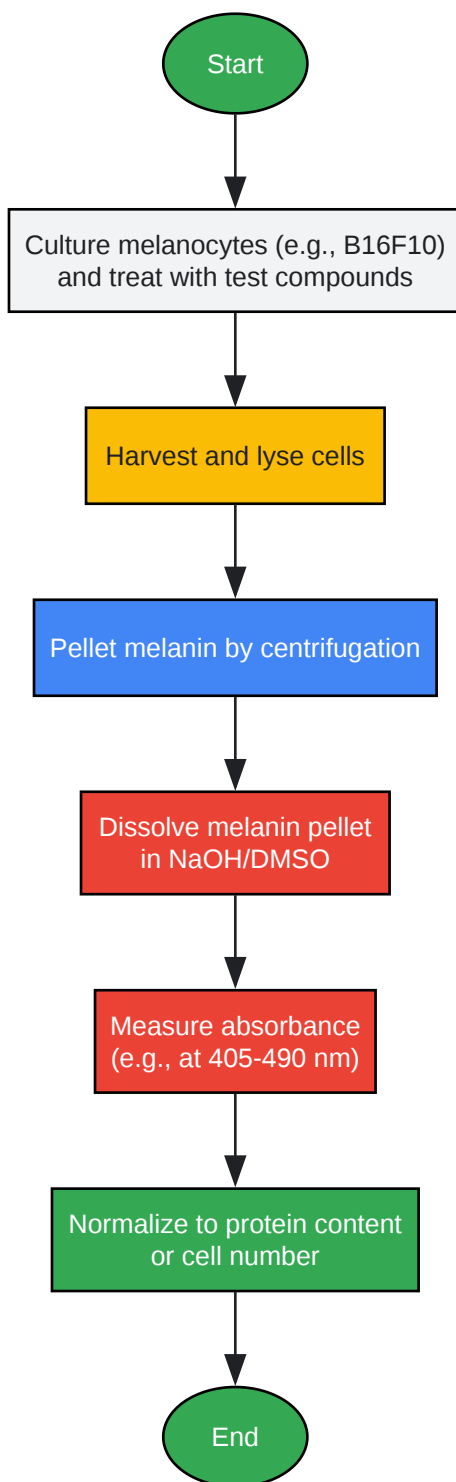 Start
Culture melanocytes (e.g., B16F10)
and treat with test compounds
Harvest and lyse cells
Pellet melanin by centrifugation
Dissolve melanin pellet
in NaOH/DMSO
Measure absorbance
(e.g., at 405-490 nm)
Normalize to protein content
or cell number
End